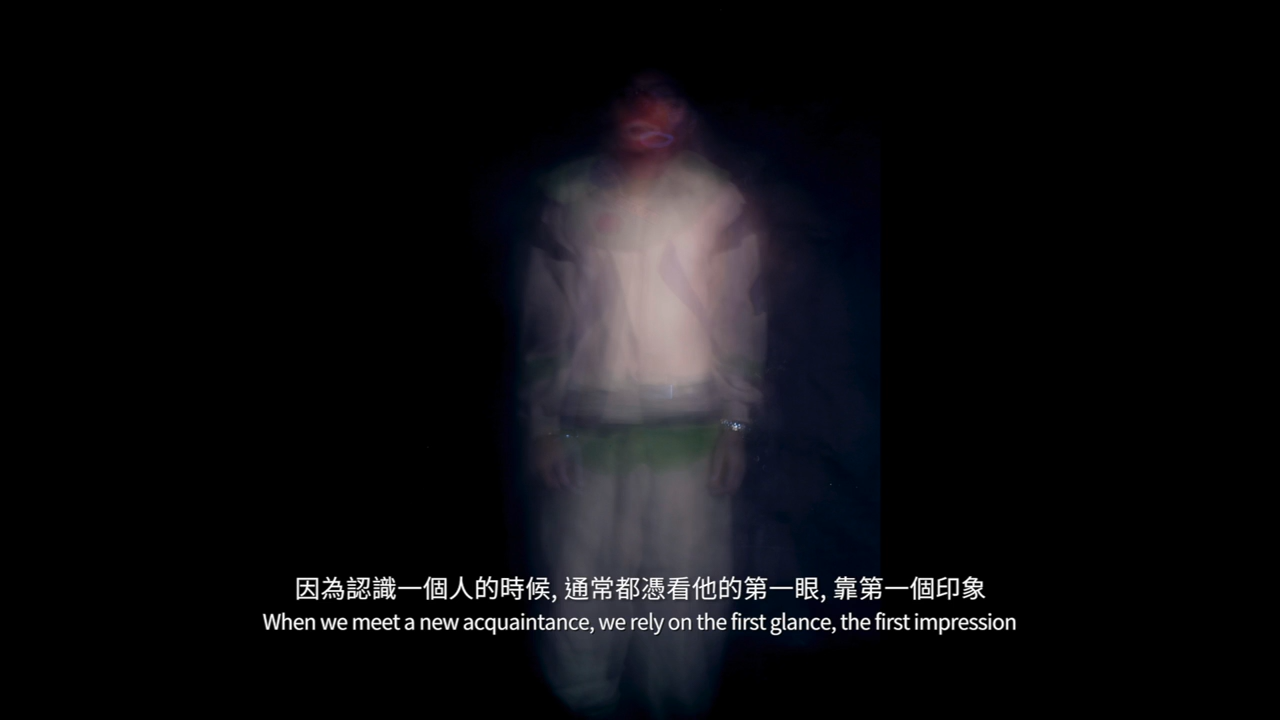 因為認識一個人的時候, 通常都憑看他的第一眼, 靠第一個印象
When we meet a new acquaintance, we rely on the first glance, the first impression